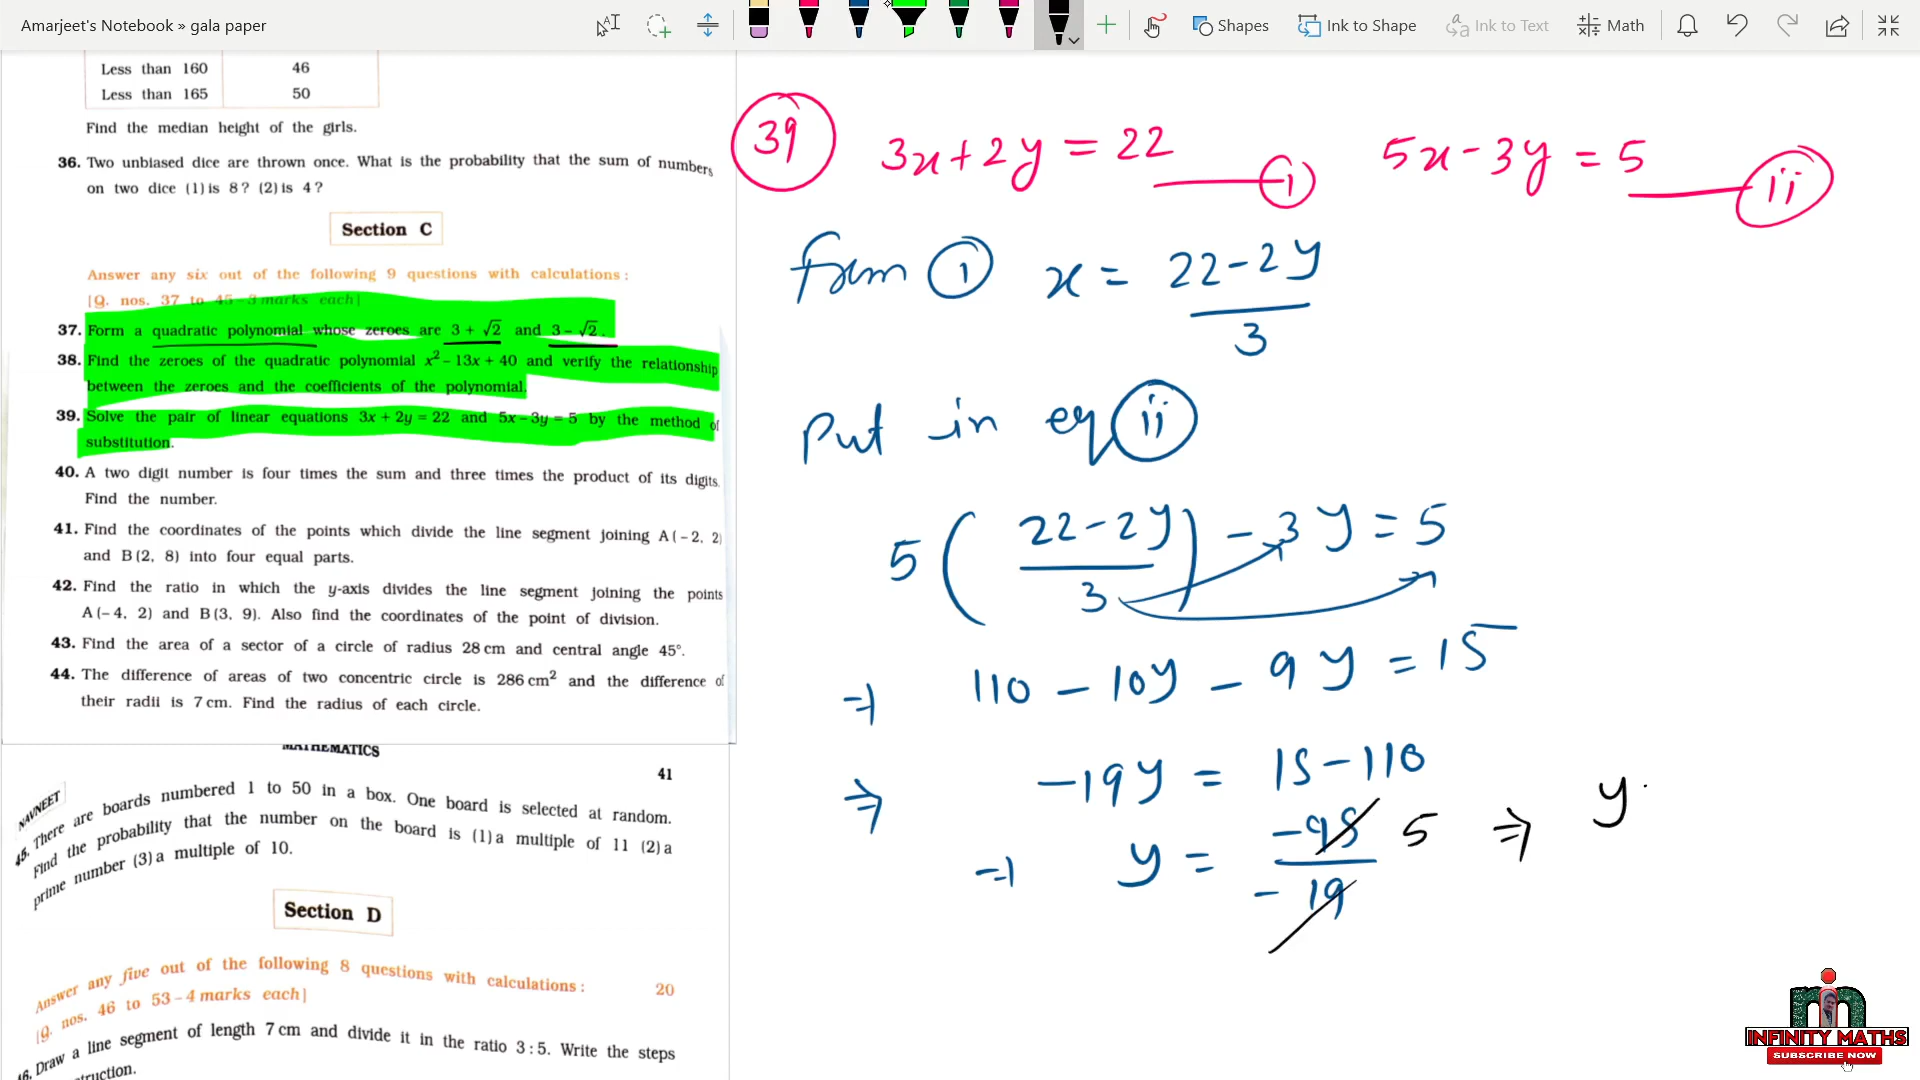 Amarjeet's Notebook » gala paper
Shapes
Ink to Shape
Ink to Text
Math
Less than 160 46
Less than 165 50
Find the median height of the girls.
36. Two unbiased dice are thrown once. What is the probability that the sum of numbers
on two dice (1) is 8? (2) is 4?
Section C
Answer any six out of the following 9 questions with calculations :
[Q. nos. 37 to 45 – 3 marks each]
37. Form a quadratic polynomial whose zeroes are 3 + √2 and 3 – √2.
38. Find the zeroes of the quadratic polynomial x² – 13x + 40 and verify the relationship
between the zeroes and the coefficients of the polynomial.
39. Solve the pair of linear equations 3x + 2y = 22 and 5x – 3y = 5 by the method of
substitution.
40. A two digit number is four times the sum and three times the product of its digits.
Find the number.
41. Find the coordinates of the points which divide the line segment joining A(– 2, 2)
and B(2, 8) into four equal parts.
42. Find the ratio in which the y-axis divides the line segment joining the points
A(– 4, 2) and B(3, 9). Also find the coordinates of the point of division.
43. Find the area of a sector of a circle of radius 28 cm and central angle 45°.
44. The difference of areas of two concentric circle is 286 cm² and the difference of
their radii is 7 cm. Find the radius of each circle.
MATHEMATICS
41
NAVNEET
45. There are boards numbered 1 to 50 in a box. One board is selected at random.
Find the probability that the number on the board is (1) a multiple of 11 (2) a
prime number (3) a multiple of 10.
Section D
Answer any five out of the following 8 questions with calculations : 20
[Q. nos. 46 to 53 – 4 marks each]
Draw a line segment of length 7 cm and divide it in the ratio 3 : 5. Write the steps
39 3x+2y = 22 — i 5x-3y = 5 — ii
from i x = 22-2y / 3
Put in eq ii
5 ( 22-2y / 3 ) - 3y = 5
⇒ 110 - 10y - 9y = 15
⇒ -19y = 15-110
⇒ y = -95 / -19 5 ⇒ y
INFINITY MATHS
SUBSCRIBE NOW